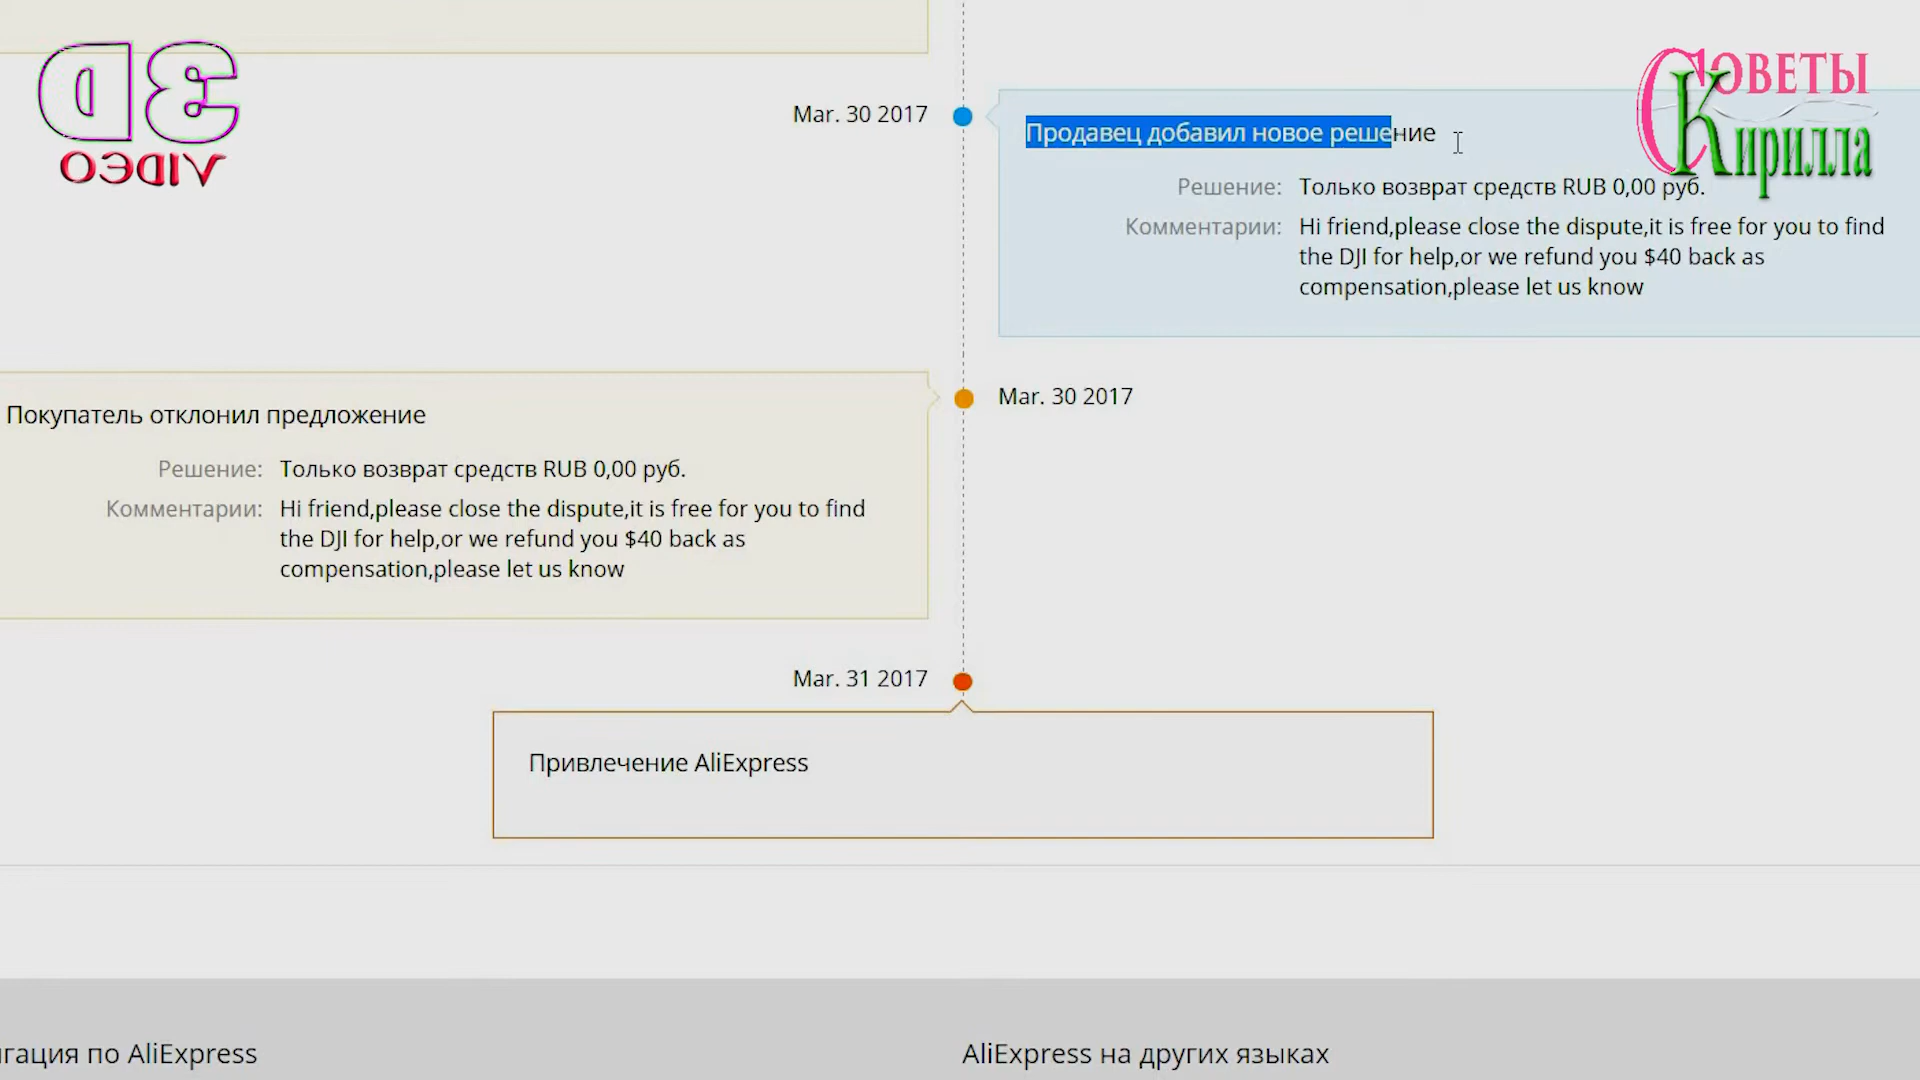 3D
VIDEO
Советы
Кирилла
Mar. 30 2017
Продавец добавил новое решение
Решение: Только возврат средств RUB 0,00 руб.
Комментарии: Hi friend,please close the dispute,it is free for you to find
the DJI for help,or we refund you $40 back as
compensation,please let us know
Mar. 30 2017
Покупатель отклонил предложение
Решение: Только возврат средств RUB 0,00 руб.
Комментарии: Hi friend,please close the dispute,it is free for you to find
the DJI for help,or we refund you $40 back as
compensation,please let us know
Mar. 31 2017
Привлечение AliExpress
гация по AliExpress
AliExpress на других языках